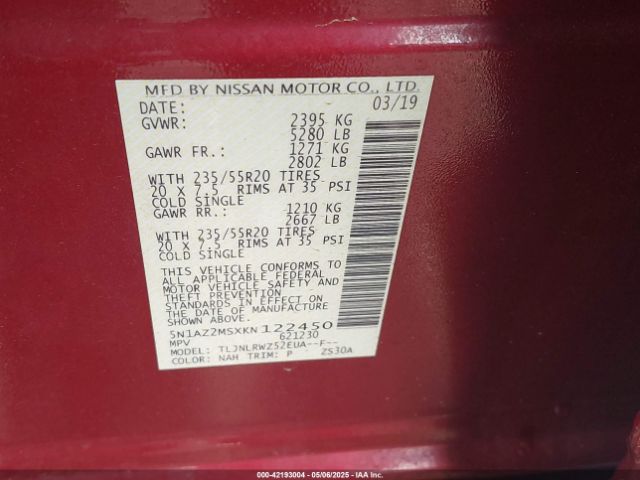 MFD BY NISSAN MOTOR CO., LTD.
DATE: 03/19
GVWR: 2395 KG
5280 LB
GAWR FR.: 1271 KG
2802 LB
WITH 235/55R20 TIRES
20 X 7.5 RIMS AT 35 PSI
COLD SINGLE
GAWR RR.: 1210 KG
2667 LB
WITH 235/55R20 TIRES
20 X 7.5 RIMS AT 35 PSI
COLD SINGLE
THIS VEHICLE CONFORMS TO
ALL APPLICABLE FEDERAL
MOTOR VEHICLE SAFETY AND
THEFT PREVENTION
STANDARDS IN EFFECT ON
THE DATE OF MANUFACTURE
SHOWN ABOVE.
5N1AZ2MSXKN122450
MPV 621230
MODEL: TLJNLRWZ52EUA--F--
COLOR: NAH TRIM: P ZS30A
000-42193004 - 05/06/2025 - IAA Inc.